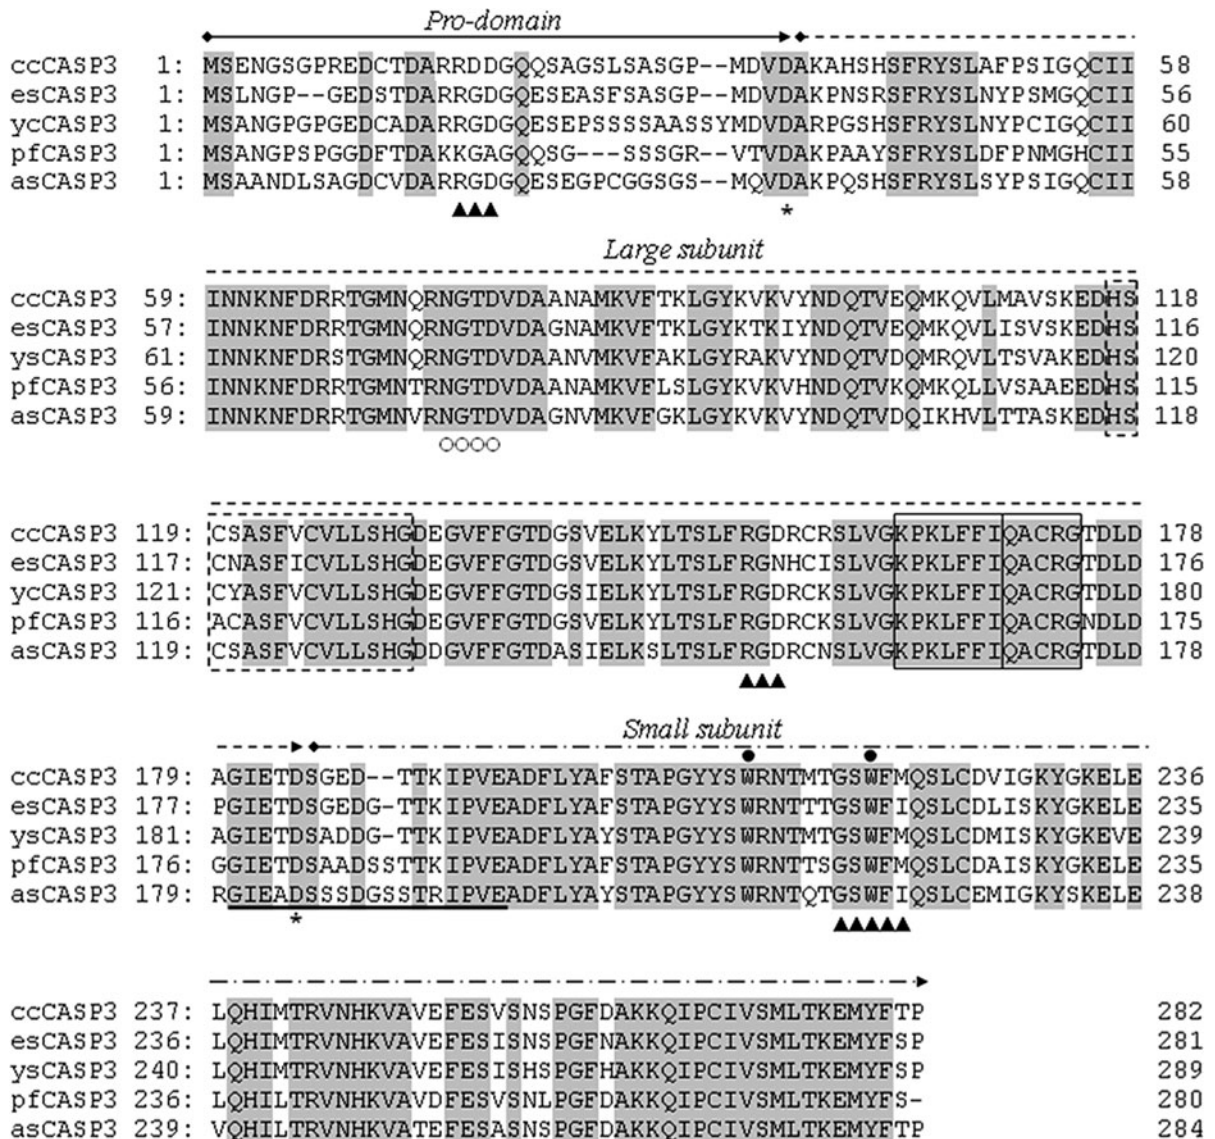 Pro-domain
ccCASP3 1: MSENGSGPREDCTDARRDDGQQSAGSLSASGP--MDVDAKAHSHSFRYSLAFPSIGQCII 58
esCASP3 1: MSLNGP--GEDSTDARRGDGQESEASFSASGP--MDVDAKPNSRSFRYSLNYPSMGQCII 56
ycCASP3 1: MSANGPGPGEDCADARRGDGQESEPSSSSAASSYMDVDARPGSHSFRYSLNYPCIGQCII 60
pfCASP3 1: MSANGPSPGGDFTDAKKGAGQQSG---SSSGR--VTVDAKPAAYSFRYSLDFPNMGHCII 55
asCASP3 1: MSAANDLSAGDCVDARRGDGQESEGPCGGSGS--MQVDAKPQSHSFRYSLSYPSIGQCII 58
▲▲▲ *
Large subunit
ccCASP3 59: INNKNFDRRTGMNQRNGTDVDAANAMKVFTKLGYKVKVYNDQTVEQMKQVLMAVSKEDHS 118
esCASP3 57: INNKNFDRRTGMNQRNGTDVDAGNAMKVFTKLGYKTKIYNDQTVEQMKQVLISVSKEDHS 116
ysCASP3 61: INNKNFDRSTGMNQRNGTDVDAANVMKVFAKLGYRAKVYNDQTVDQMRQVLTSVAKEDHS 120
pfCASP3 56: INNKNFDRRTGMNTRNGTDVDAANAMKVFLSLGYKVKVHNDQTVKQMKQLLVSAAEEDHS 115
asCASP3 59: INNKNFDRRTGMNVRNGTDVDAGNVMKVFGKLGYKVKVYNDQTVDQIKHVLTTASKEDHS 118
○○○○
ccCASP3 119: CSASFVCVLLSHGDEGVFFGTDGSVELKYLTSLFRGDRCRSLVGKPKLFFIQACRGTDLD 178
esCASP3 117: CNASFICVLLSHGDEGVFFGTDGSVELKYLTSLFRGNHCISLVGKPKLFFIQACRGTDLD 176
ycCASP3 121: CYASFVCVLLSHGDEGVFFGTDGSIELKYLTSLFRGDRCKSLVGKPKLFFIQACRGTDLD 180
pfCASP3 116: ACASFVCVLLSHGDEGVFFGTDGSVELKYLTSLFRGDRCKSLVGKPKLFFIQACRGNDLD 175
asCASP3 119: CSASFVCVLLSHGDDGVFFGTDASIELKSLTSLFRGDRCNSLVGKPKLFFIQACRGTDLD 178
▲▲▲
Small subunit
● ●
ccCASP3 179: AGIETDSGED--TTKIPVEADFLYAFSTAPGYYSWRNTMTGSWFMQSLCDVIGKYGKELE 236
esCASP3 177: PGIETDSGEDG-TTKIPVEADFLYAFSTAPGYYSWRNTTTGSWFIQSLCDLISKYGKELE 235
ysCASP3 181: AGIETDSADDG-TTKIPVEADFLYAYSTAPGYYSWRNTMTGSWFMQSLCDMISKYGKEVE 239
pfCASP3 176: GGIETDSAADSSTTKIPVEADFLYAFSTAPGYYSWRNTTSGSWFMQSLCDAISKYGKELE 235
asCASP3 179: RGIEADSSSDGSSTRIPVEADFLYAYSTAPGYYSWRNTQTGSWFIQSLCEMIGKYSKELE 238
* ▲▲▲▲▲
ccCASP3 237: LQHIMTRVNHKVAVEFESVSNSPGFDAKKQIPCIVSMLTKEMYFTP 282
esCASP3 236: LQHIMTRVNHKVAVEFESISNSPGFNAKKQIPCIVSMLTKEMYFSP 281
ysCASP3 240: LQHIMTRVNHKVAVEFESISHSPGFHAKKQIPCIVSMLTKEMYFSP 289
pfCASP3 236: LQHILTRVNHKVAVDFESVSNLPGFDAKKQIPCIVSMLTKEMYFS- 280
asCASP3 239: VQHILTRVNHKVATEFESASNSPGFDAKKQIPCIVSMLTKEMYFTP 284